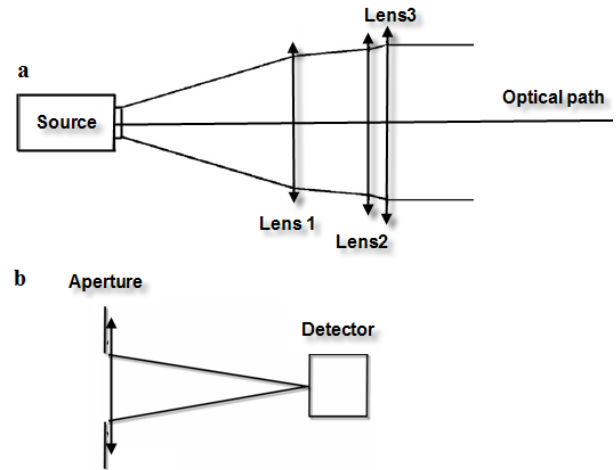 Lens3
a
Optical path
Source
Lens 1
Lens2
b
Aperture
Detector